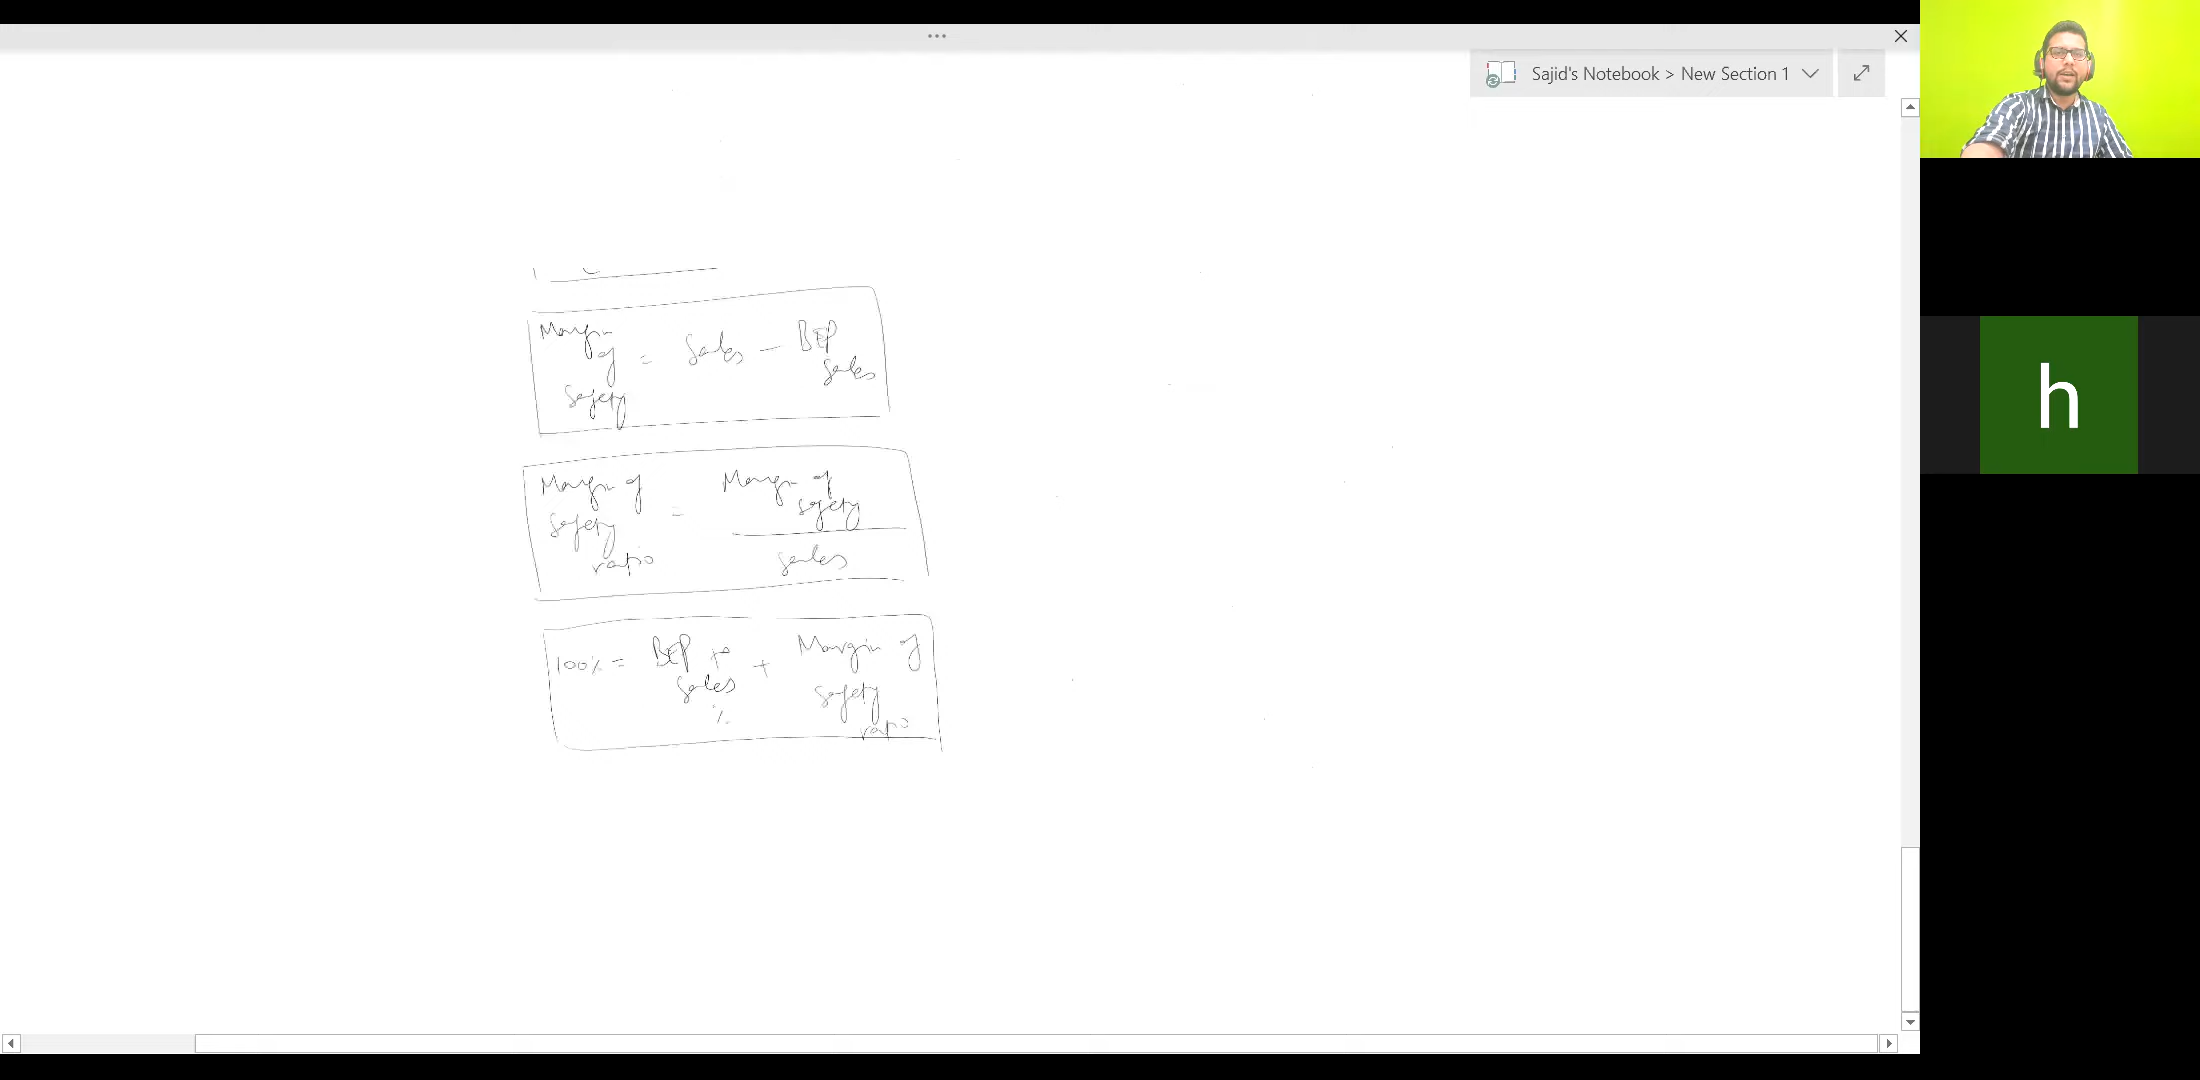 Sajid's Notebook > New Section 1
Margin
of
Safety
= Sales - BEP
Sales
Margin of
Safety
ratio
=
Margin of
Safety
Sales
100% = BEP
Sales
%
+ Margin of
Safety
ratio
h